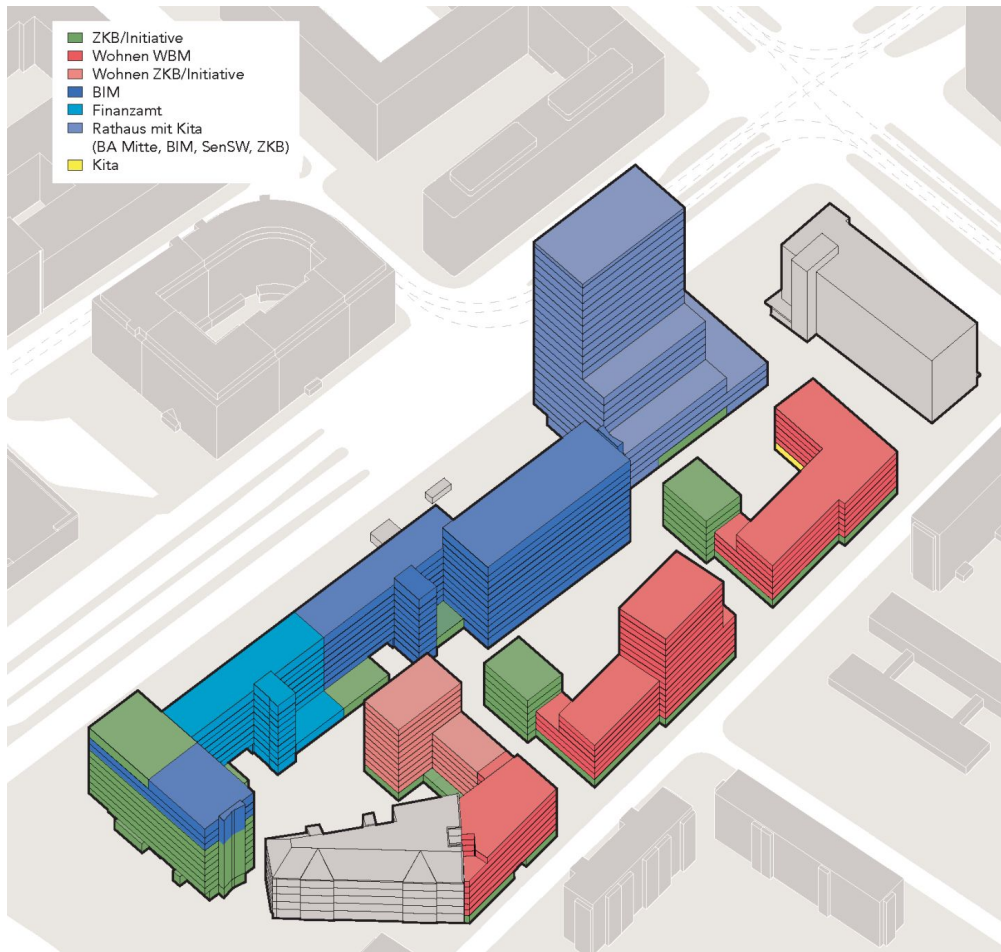 ZKB/Initiative
Wohnen WBM
Wohnen ZKB/Initiative
BIM
Finanzamt
Rathaus mit Kita
(BA Mitte, BIM, SenSW, ZKB)
Kita